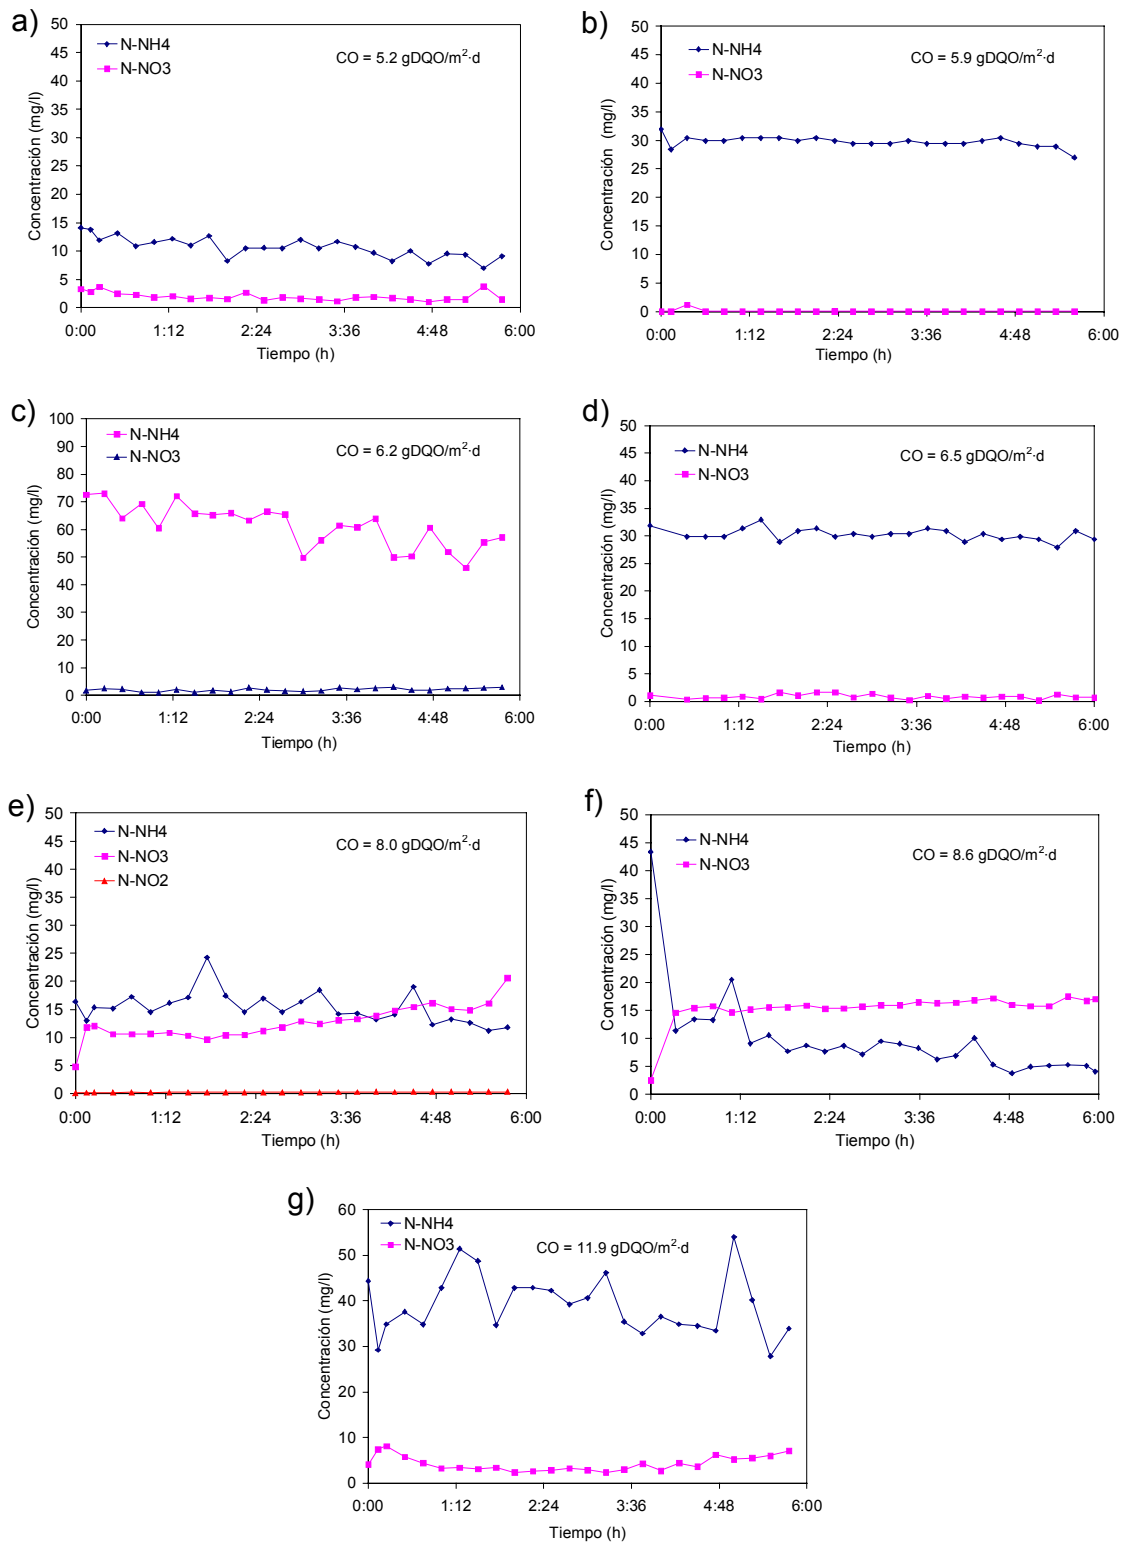 a)
50
45
40
35
30
25
20
15
10
5
0
Concentración (mg/l)
N-NH4
N-NO3
CO = 5.2 gDQO/m²·d
0:00 1:12 2:24 3:36 4:48 6:00
Tiempo (h)
b)
50
45
40
35
30
25
20
15
10
5
0
Concentración (mg/l)
N-NH4
N-NO3
CO = 5.9 gDQO/m²·d
0:00 1:12 2:24 3:36 4:48 6:00
Tiempo (h)
c)
100
90
80
70
60
50
40
30
20
10
0
Concentración (mg/l)
N-NH4
N-NO3
CO = 6.2 gDQO/m²·d
0:00 1:12 2:24 3:36 4:48 6:00
Tiempo (h)
d)
50
45
40
35
30
25
20
15
10
5
0
Concentración (mg/l)
N-NH4
N-NO3
CO = 6.5 gDQO/m²·d
0:00 1:12 2:24 3:36 4:48 6:00
Tiempo (h)
e)
50
45
40
35
30
25
20
15
10
5
0
Concentración (mg/l)
N-NH4
N-NO3
N-NO2
CO = 8.0 gDQO/m²·d
0:00 1:12 2:24 3:36 4:48 6:00
Tiempo (h)
f)
50
45
40
35
30
25
20
15
10
5
0
Concentración (mg/l)
N-NH4
N-NO3
CO = 8.6 gDQO/m²·d
0:00 1:12 2:24 3:36 4:48 6:00
Tiempo (h)
g)
60
50
40
30
20
10
0
Concentración (mg/l)
N-NH4
N-NO3
CO = 11.9 gDQO/m²·d
0:00 1:12 2:24 3:36 4:48 6:00
Tiempo (h)